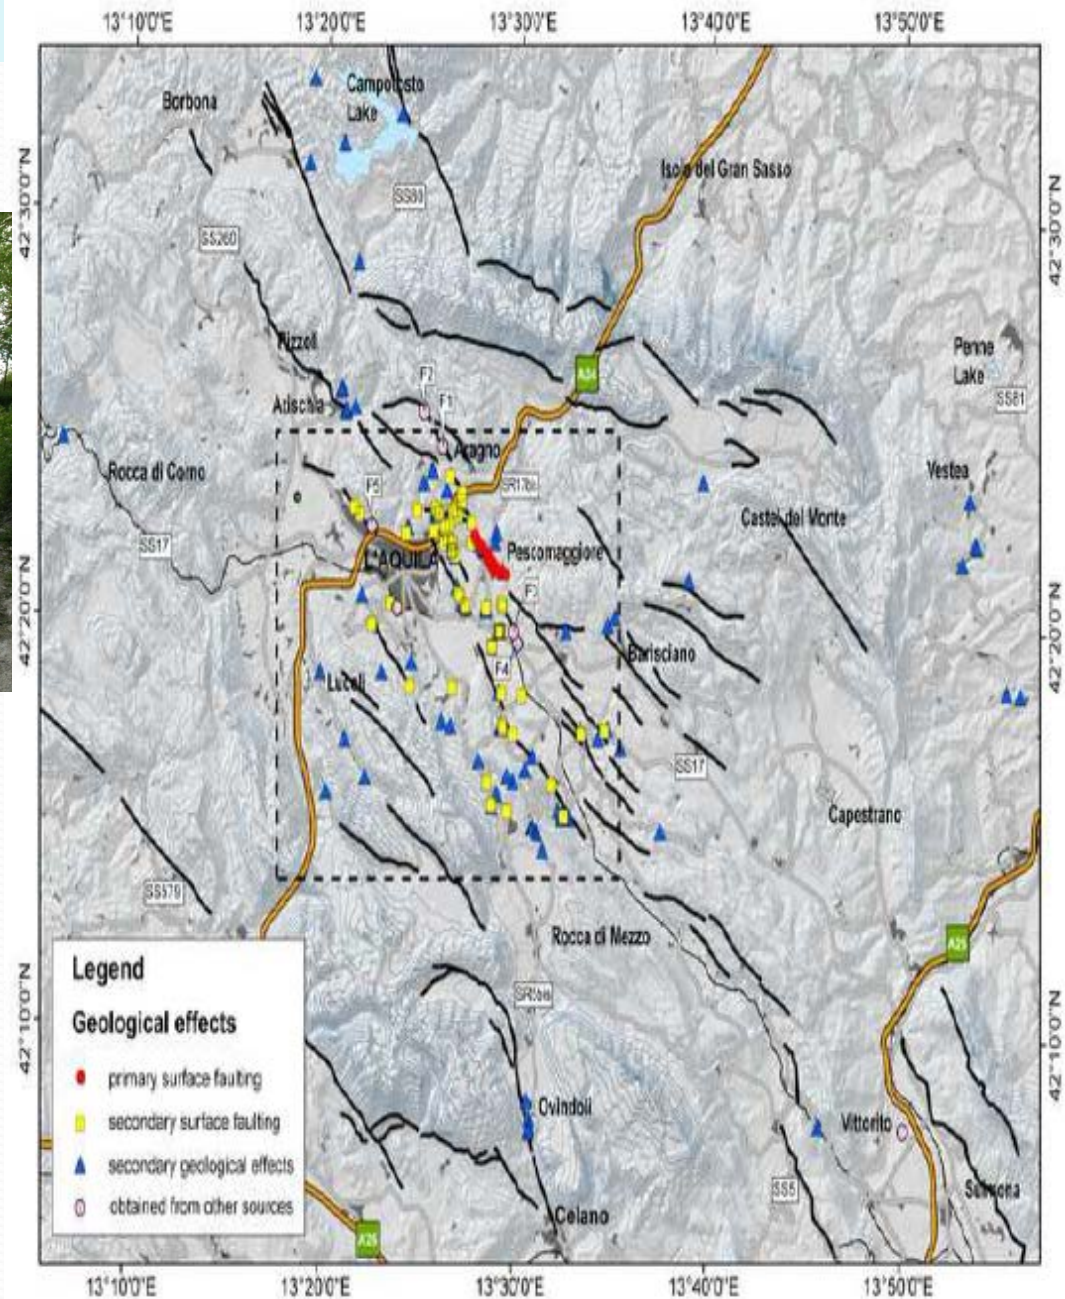 13°10'0"E 13°20'0"E 13°30'0"E 13°40'0"E 13°50'0"E
Borbona
Campotosto
Lake
Isola del Gran Sasso
42°30'0"N
42°30'0"N
SS80
SS260
Pizzoli
Penne
Lake
A24
SS81
F2
F1
Arischia
Aragno
Rocca di Corno
F5
SR17bis
Vestea
Castel del Monte
SS17
L'AQUILA
Pescomaggiore
F3
42°20'0"N
42°20'0"N
Barisciano
F4
Lucoli
SS17
Capestrano
SS579
Rocca di Mezzo
A25
SR5bis
42°10'0"N
42°10'0"N
Legend
Geological effects
primary surface faulting
secondary surface faulting
secondary geological effects
obtained from other sources
Ovindoli
Vittorito
SS5
Sulmona
Celano
A25
13°10'0"E 13°20'0"E 13°30'0"E 13°40'0"E 13°50'0"E